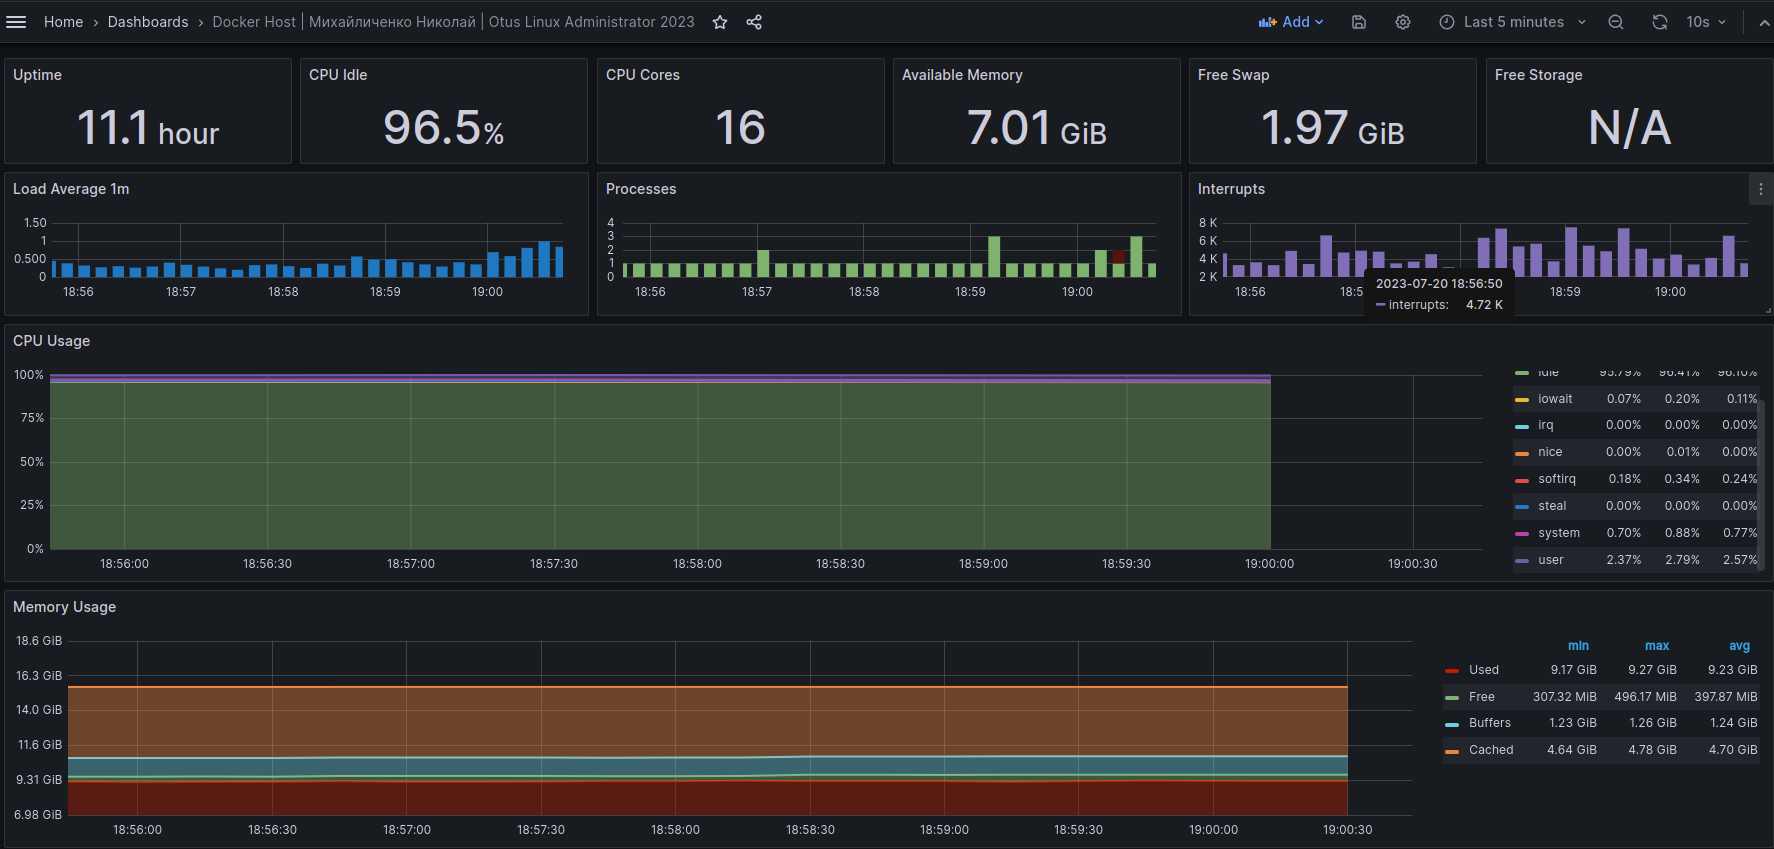 Home › Dashboards › Docker Host | Михайличенко Николай | Otus Linux Administrator 2023
Add
Last 5 minutes
10s
Uptime
11.1 hour
CPU Idle
96.5%
CPU Cores
16
Available Memory
7.01 GiB
Free Swap
1.97 GiB
Free Storage
N/A
Load Average 1m
1.50
1
0.500
0
18:56 18:57 18:58 18:59 19:00
Processes
4
3
2
1
0
18:56 18:57 18:58 18:59 19:00
Interrupts
8 K
6 K
4 K
2 K
18:56 18:5 18:59 19:00
2023-07-20 18:56:50
interrupts: 4.72 K
CPU Usage
100%
75%
50%
25%
0%
18:56:00 18:56:30 18:57:00 18:57:30 18:58:00 18:58:30 18:59:00 18:59:30 19:00:00 19:00:30
idle 95.79% 96.41% 96.10%
iowait 0.07% 0.20% 0.11%
irq 0.00% 0.00% 0.00%
nice 0.00% 0.01% 0.00%
softirq 0.18% 0.34% 0.24%
steal 0.00% 0.00% 0.00%
system 0.70% 0.88% 0.77%
user 2.37% 2.79% 2.57%
Memory Usage
18.6 GiB
16.3 GiB
14.0 GiB
11.6 GiB
9.31 GiB
6.98 GiB
18:56:00 18:56:30 18:57:00 18:57:30 18:58:00 18:58:30 18:59:00 18:59:30 19:00:00 19:00:30
min max avg
Used 9.17 GiB 9.27 GiB 9.23 GiB
Free 307.32 MiB 496.17 MiB 397.87 MiB
Buffers 1.23 GiB 1.26 GiB 1.24 GiB
Cached 4.64 GiB 4.78 GiB 4.70 GiB